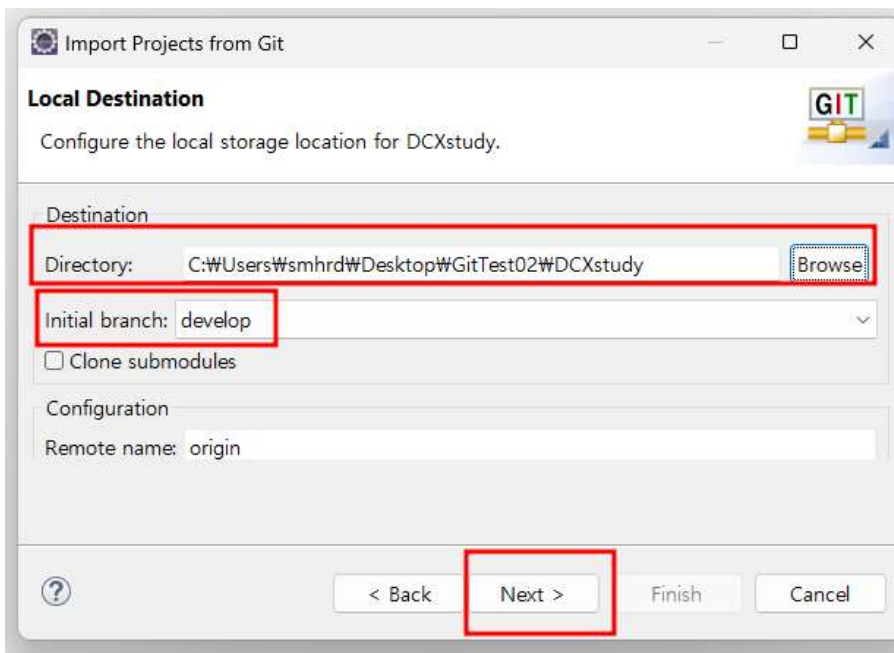 Import Projects from Git
Local Destination
GIT
Configure the local storage location for DCXstudy.
Destination
Directory: C:₩Users₩smhrd₩Desktop₩GitTest02₩DCXstudy Browse
Initial branch: develop
Clone submodules
Configuration
Remote name: origin
? < Back Next > Finish Cancel